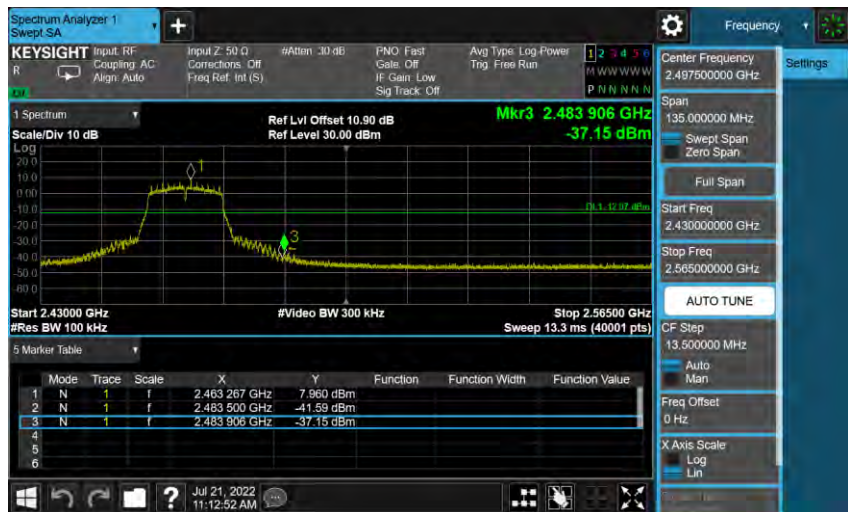 Spectrum Analyzer 1
Swept SA
+
Frequency
KEYSIGHT
R
Input: RF
Coupling: AC
Align: Auto
Input Z: 50 Ω
Corrections: Off
Freq Ref: Int (S)
#Atten: 30 dB
PNO: Fast
Gate: Off
IF Gain: Low
Sig Track: Off
Avg Type: Log-Power
Trig: Free Run
1 2 3 4 5 6
M W W W W W
P N N N N N
1 Spectrum
Scale/Div 10 dB
Ref Lvl Offset 10.90 dB
Ref Level 30.00 dBm
Mkr3 2.483 906 GHz
-37.15 dBm
Log
20.0
10.0
0.00
-10.0
-20.0
-30.0
-40.0
-50.0
-60.0
1
3
Start 2.43000 GHz
#Res BW 100 kHz
#Video BW 300 kHz
Stop 2.56500 GHz
Sweep 13.3 ms (40001 pts)
5 Marker Table
Mode Trace Scale X Y Function Function Width Function Value
1 N 1 f 2.463 267 GHz 7.960 dBm
2 N 1 f 2.483 500 GHz -41.59 dBm
3 N 1 f 2.483 906 GHz -37.15 dBm
4
5
6
Jul 21, 2022
11:12:52 AM
?
Center Frequency
2.497500000 GHz
Settings
Span
135.000000 MHz
Swept Span
Zero Span
Full Span
Start Freq
2.430000000 GHz
Stop Freq
2.565000000 GHz
AUTO TUNE
CF Step
13.500000 MHz
Auto
Man
Freq Offset
0 Hz
X Axis Scale
Log
Lin